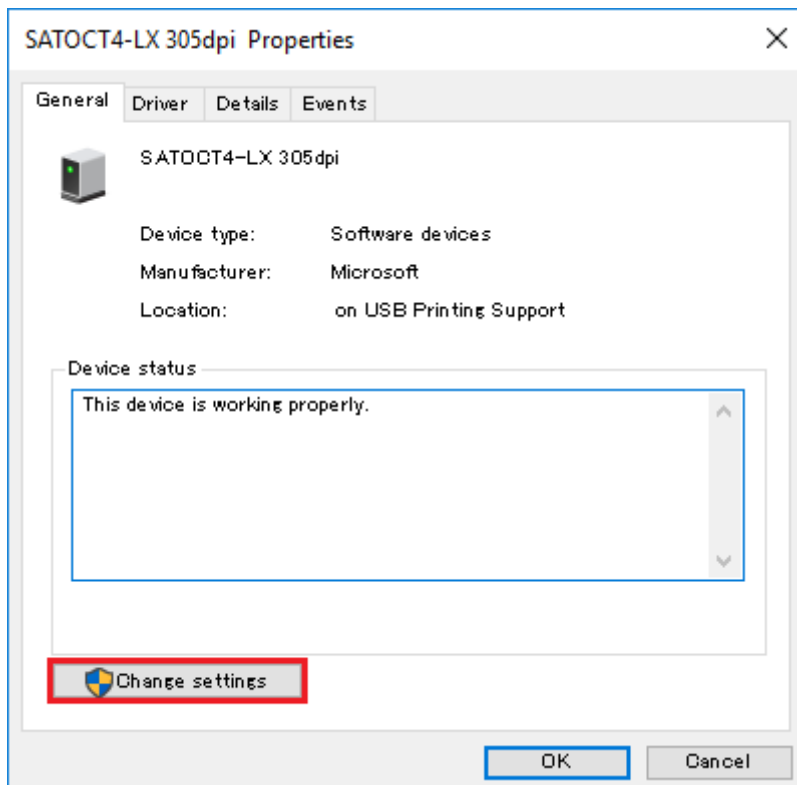 SATOCT4-LX 305dpi  Properties
General Driver Details Events
SATOCT4-LX 305dpi
Device type: Software devices
Manufacturer: Microsoft
Location: on USB Printing Support
Device status
This device is working properly.
Change settings
OK Cancel